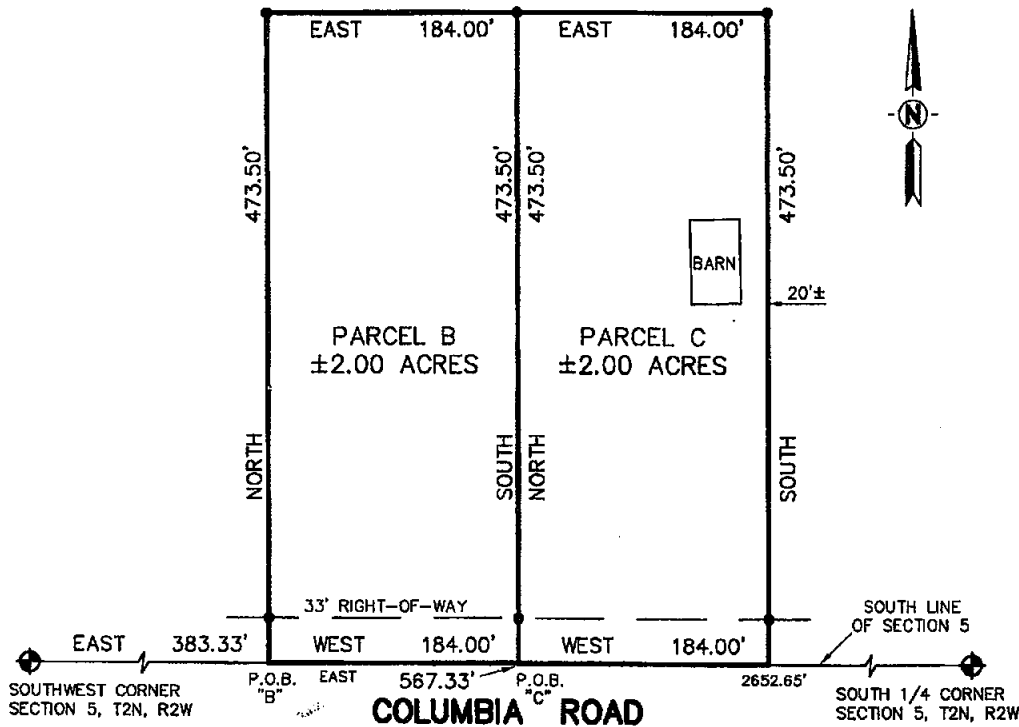 EAST 184.00'
EAST 184.00'
N
473.50'
473.50'
473.50'
473.50'
BARN
20'±
PARCEL B
±2.00 ACRES
PARCEL C
±2.00 ACRES
NORTH
SOUTH
NORTH
SOUTH
33' RIGHT-OF-WAY
SOUTH LINE
OF SECTION 5
EAST 383.33'
WEST 184.00'
WEST 184.00'
P.O.B.
"B"
EAST 567.33'
P.O.B.
"C"
2652.65'
SOUTHWEST CORNER
SECTION 5, T2N, R2W
COLUMBIA ROAD
SOUTH 1/4 CORNER
SECTION 5, T2N, R2W